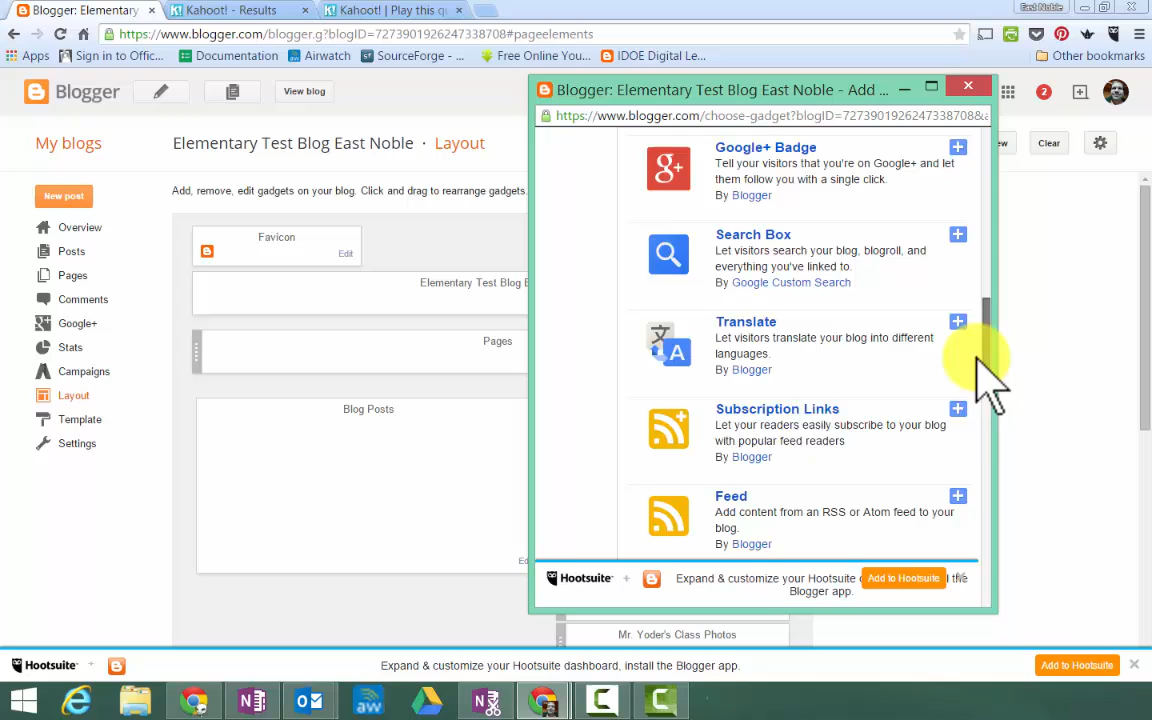 Blogger: Elementary
Kahoot! - Results
Kahoot! | Play this qu
East Noble
https://www.blogger.com/blogger.g?blogID=7273901926247338708#pageelements
Apps
Sign in to Offic...
Documentation
Airwatch
SourceForge - ...
Free Online You...
IDOE Digital Le...
Other bookmarks
Blogger
View blog
2
Blogger: Elementary Test Blog East Noble - Add ...
https://www.blogger.com/choose-gadget?blogID=7273901926247338708&
My blogs
Elementary Test Blog East Noble · Layout
Clear
Add, remove, edit gadgets on your blog. Click and drag to rearrange gadgets.
New post
Overview
Posts
Pages
Comments
Google+
Stats
Campaigns
Layout
Template
Settings
Favicon
Edit
Elementary Test Blog E
Pages
Blog Posts
Ed
Mr. Yoder's Class Photos
Google+ Badge
Tell your visitors that you're on Google+ and let
them follow you with a single click.
By Blogger
Search Box
Let visitors search your blog, blogroll, and
everything you've linked to.
By Google Custom Search
Translate
Let visitors translate your blog into different
languages.
By Blogger
Subscription Links
Let your readers easily subscribe to your blog
with popular feed readers
By Blogger
Feed
Add content from an RSS or Atom feed to your
blog.
By Blogger
Hootsuite + Expand & customize your Hootsuite
Add to Hootsuite
Blogger app.
Hootsuite + Expand & customize your Hootsuite dashboard, install the Blogger app.
Add to Hootsuite